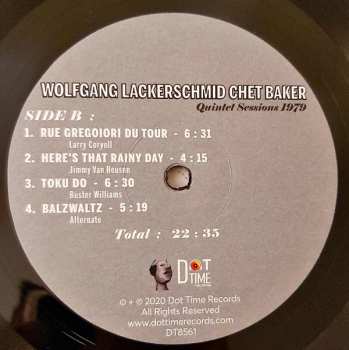 WOLFGANG LACKERSCHMID CHET BAKER
Quintet Sessions 1979
SIDE B :
1. RUE GREGOIORI DU TOUR - 6 : 31
Larry Coryell
2. HERE'S THAT RAINY DAY - 4 : 15
Jimmy Van Heusen
3. TOKU DO - 6 : 30
Buster Williams
4. BALZWALTZ - 5 : 19
Alternate
Total : 22 : 35
DOT
TIME
© + ℗ 2020 Dot Time Records
All Rights Reserved
www.dottimerecords.com
DT8561